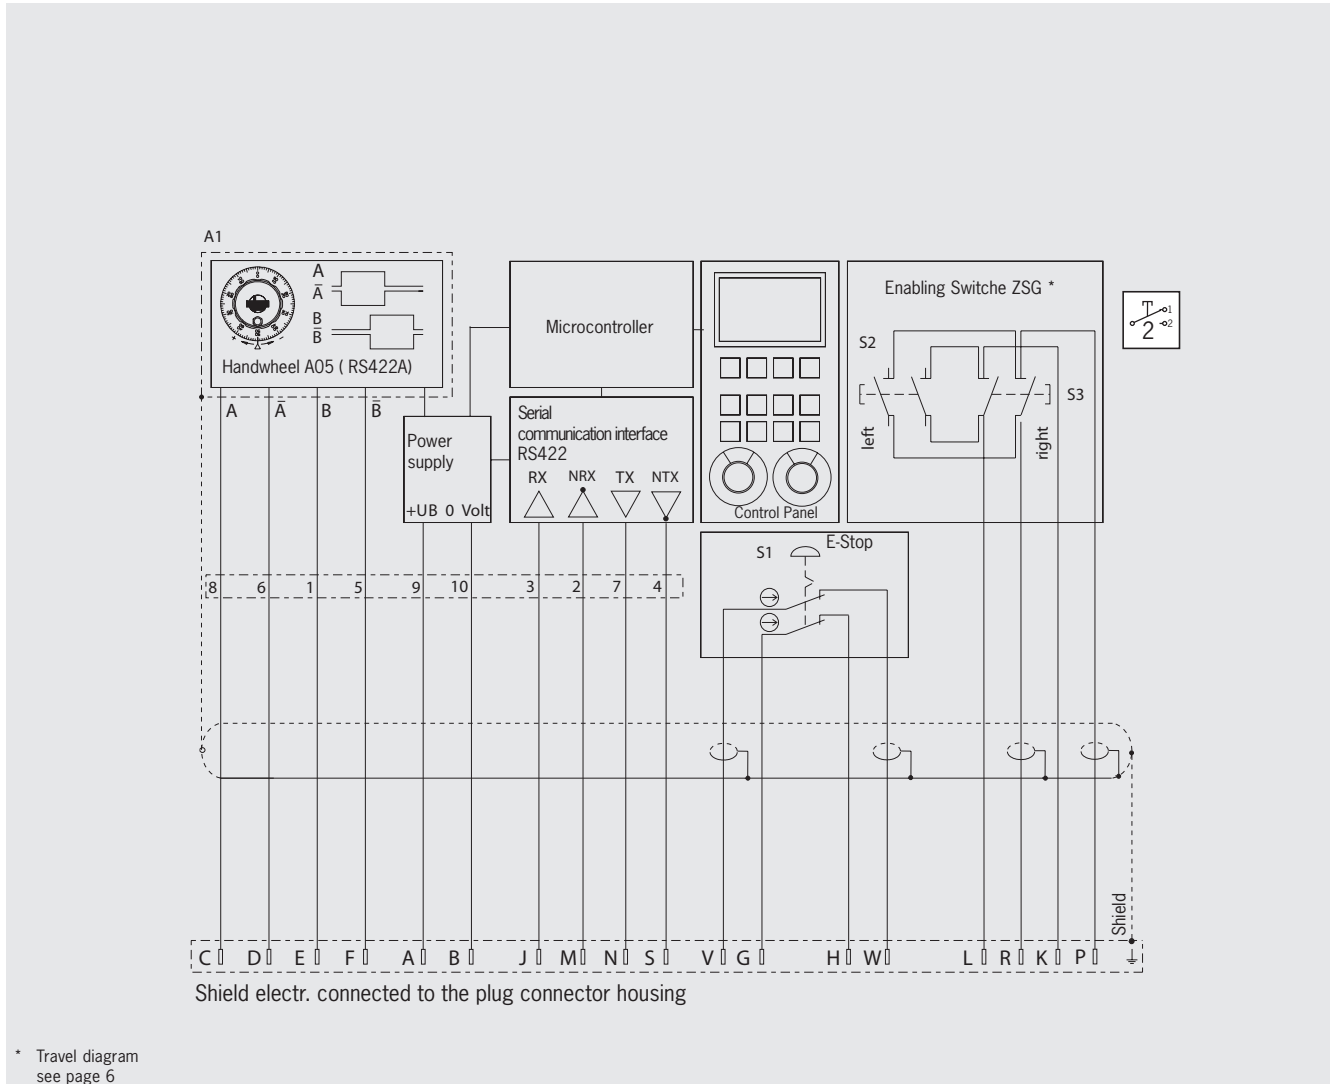 A1
A
A̅
B
B̅
Handwheel A05 ( RS422A)
A
A̅
B
B̅
Microcontroller
Power
supply
+UB 0 Volt
Serial
communication interface
RS422
RX
NRX
TX
NTX
Control Panel
Enabling Switche ZSG *
S2
S3
left
right
T
1
2
2
S1
E-Stop
8
6
1
5
9
10
3
2
7
4
Shield
C
D
E
F
A
B
J
M
N
S
V
G
H
W
L
R
K
P
Shield electr. connected to the plug connector housing
* Travel diagram
see page 6